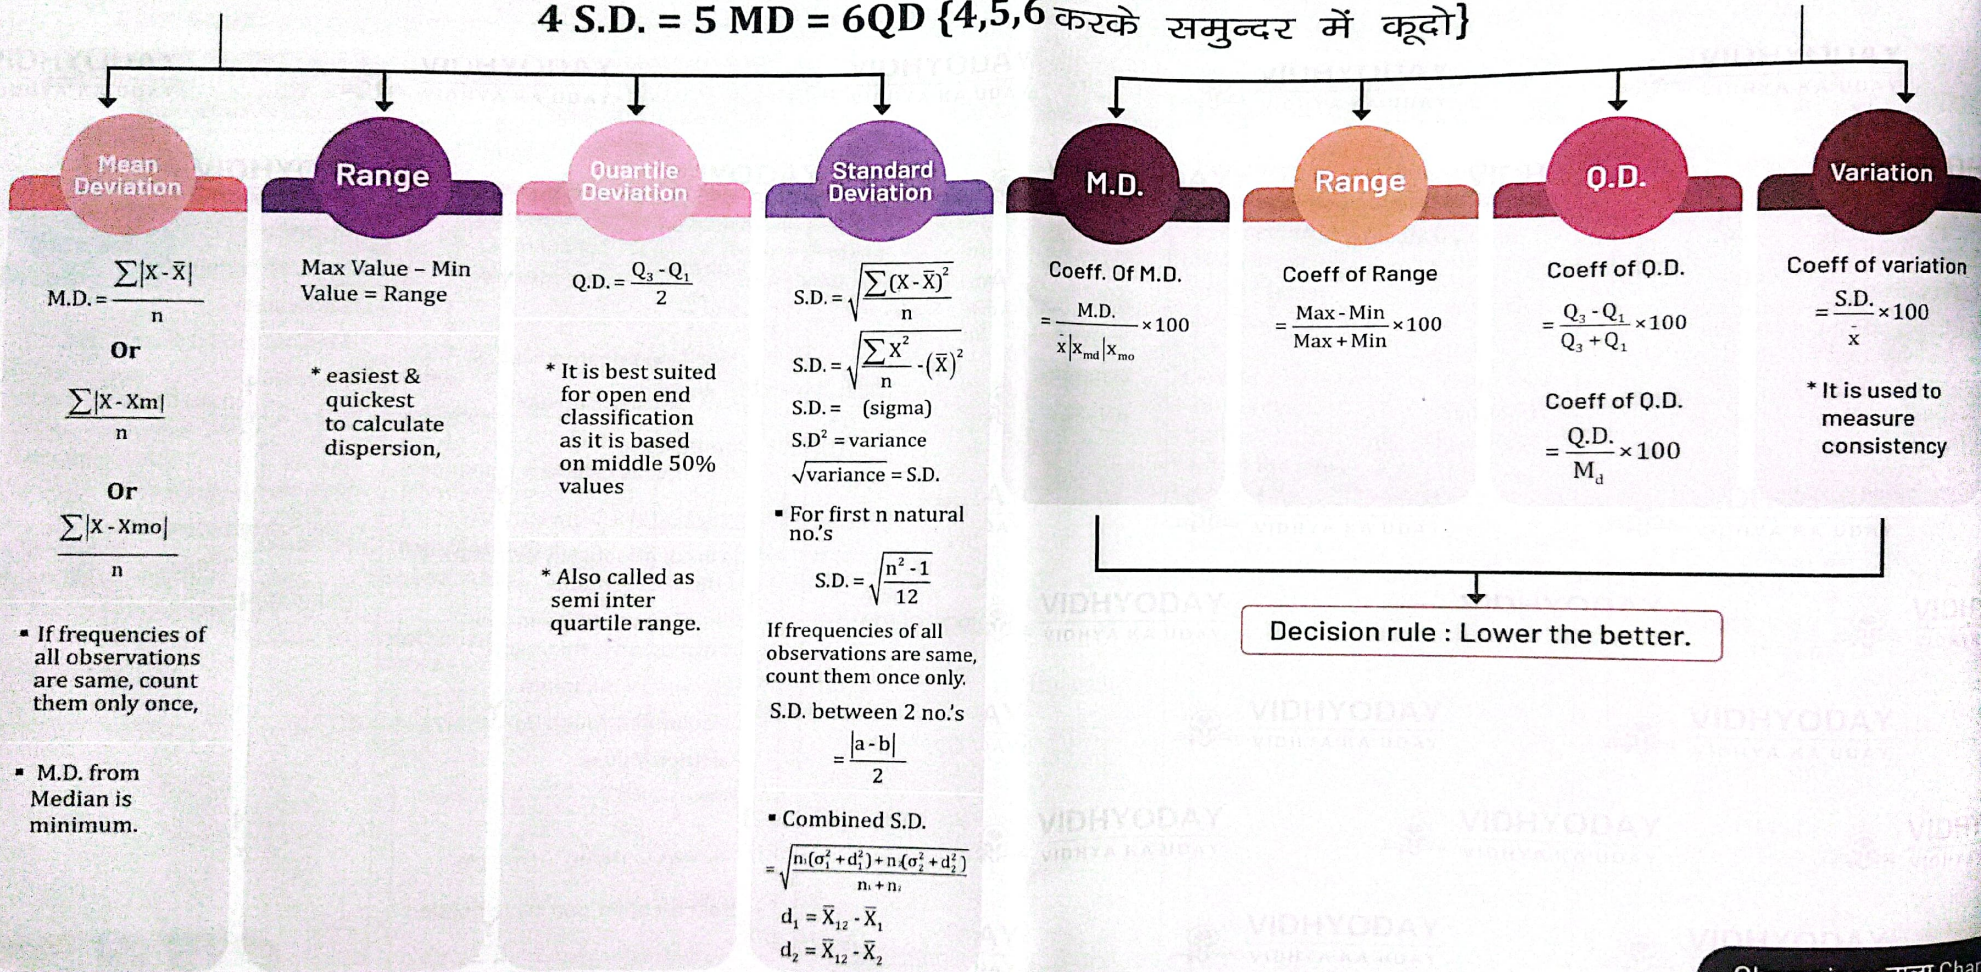 4 S.D. = 5 MD = 6QD {4,5,6 करके समुन्दर में कूदो}
Mean
Deviation
M.D. = ∑|X - X̄| / n
Or
∑|X - Xm| / n
Or
∑|X - Xmo| / n
▪ If frequencies of
all observations
are same, count
them only once,
▪ M.D. from
Median is
minimum.
Range
Max Value – Min
Value = Range
* easiest &
quickest
to calculate
dispersion,
Quartile
Deviation
Q.D. = (Q₃ - Q₁) / 2
* It is best suited
for open end
classification
as it is based
on middle 50%
values
* Also called as
semi inter
quartile range.
Standard
Deviation
S.D. = √(∑(X - X̄)² / n)
S.D. = √(∑X² / n - (X̄)²)
S.D. = (sigma)
S.D² = variance
√variance = S.D.
▪ For first n natural
no.'s
S.D. = √((n² - 1) / 12)
If frequencies of all
observations are same,
count them once only.
S.D. between 2 no.'s
= |a - b| / 2
▪ Combined S.D.
= √((n₁(σ₁² + d₁²) + n₂(σ₂² + d₂²)) / (n₁ + n₂))
d₁ = X̄₁₂ - X̄₁
d₂ = X̄₁₂ - X̄₂
M.D.
Coeff. Of M.D.
= M.D. / x̄|x_md|x_mo × 100
Range
Coeff of Range
= (Max - Min) / (Max + Min) × 100
Q.D.
Coeff of Q.D.
= (Q₃ - Q₁) / (Q₃ + Q₁) × 100
Coeff of Q.D.
= Q.D. / M_d × 100
Variation
Coeff of variation
= S.D. / x̄ × 100
* It is used to
measure
consistency
Decision rule : Lower the better.
VIDHYODAY
VIDHYA KA UDAY